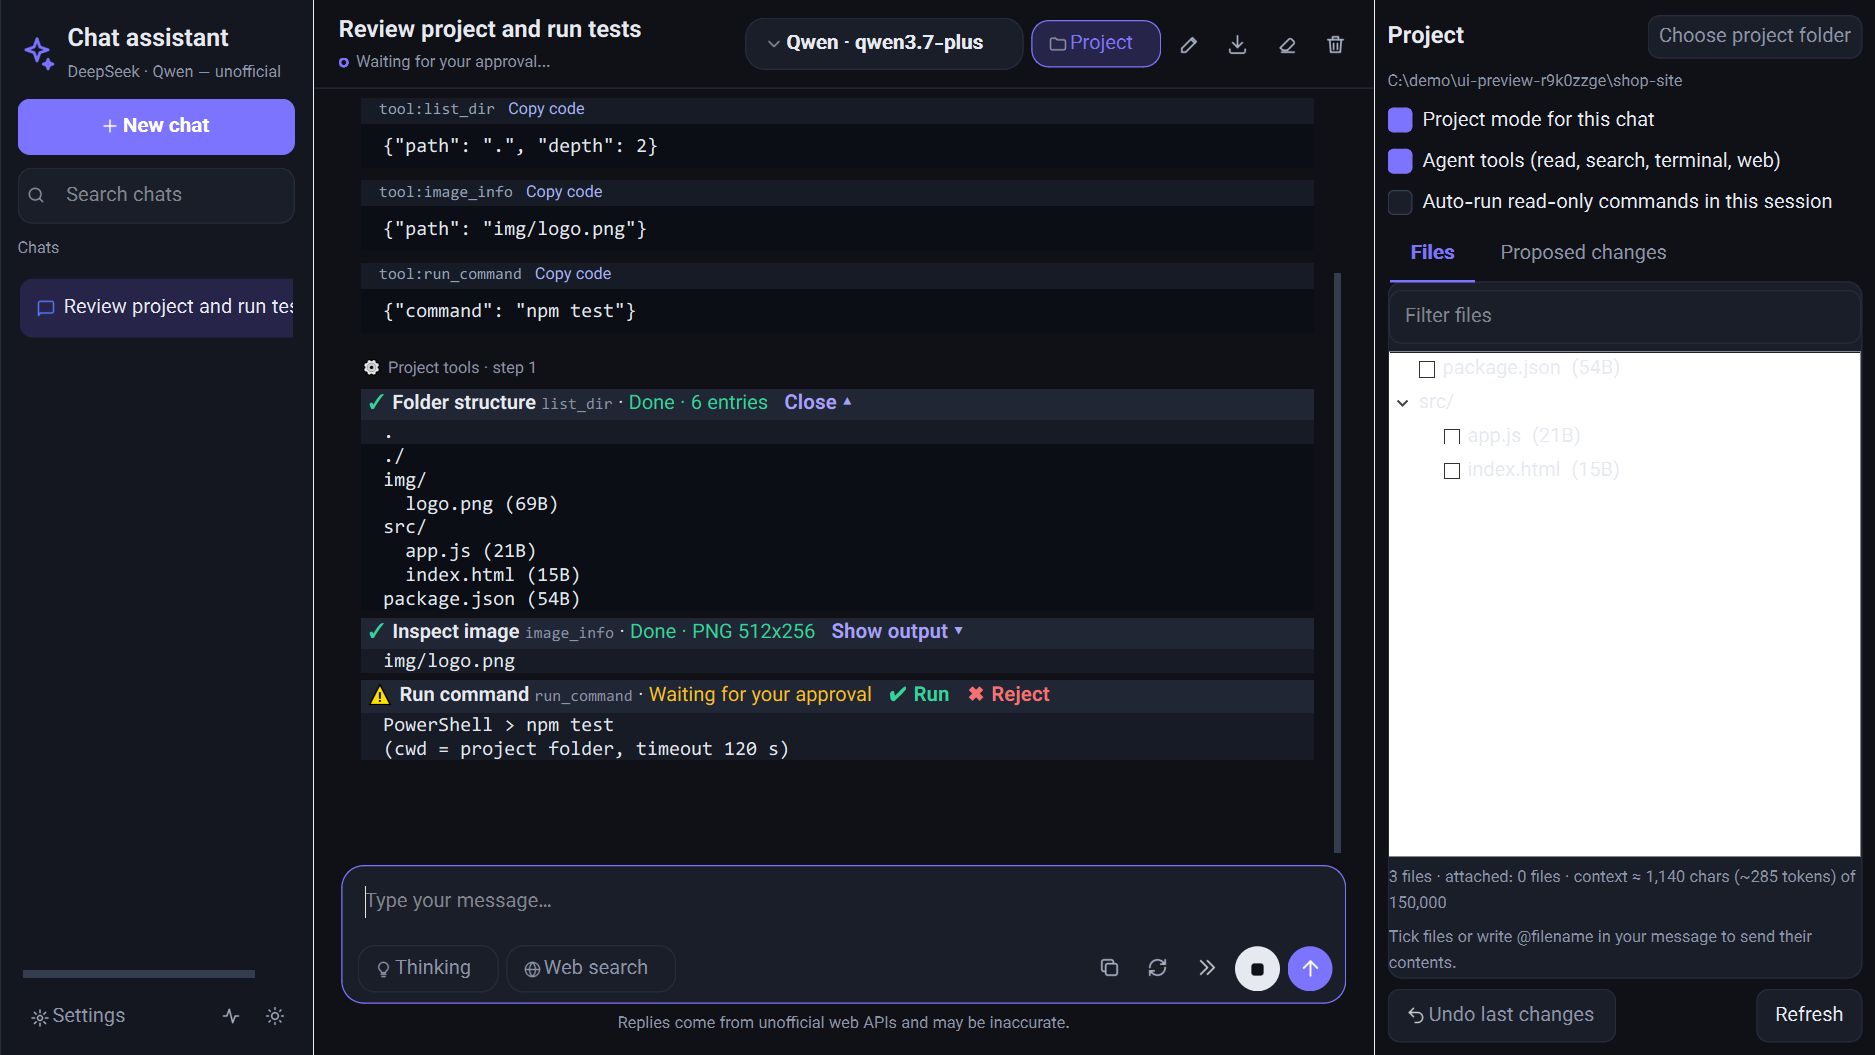 Chat assistant
DeepSeek · Qwen — unofficial
+ New chat
Search chats
Chats
Review project and run tes
Settings
Review project and run tests
Waiting for your approval...
Qwen · qwen3.7-plus
Project
tool:list_dir Copy code
{"path": ".", "depth": 2}
tool:image_info Copy code
{"path": "img/logo.png"}
tool:run_command Copy code
{"command": "npm test"}
Project tools · step 1
✓ Folder structure list_dir · Done · 6 entries Close ▲
.
./
img/
logo.png (69B)
src/
app.js (21B)
index.html (15B)
package.json (54B)
✓ Inspect image image_info · Done · PNG 512x256 Show output ▼
img/logo.png
Run command run_command · Waiting for your approval ✔ Run ✖ Reject
PowerShell > npm test
(cwd = project folder, timeout 120 s)
Type your message...
Thinking
Web search
Replies come from unofficial web APIs and may be inaccurate.
Project
Choose project folder
C:\demo\ui-preview-r9k0zzge\shop-site
Project mode for this chat
Agent tools (read, search, terminal, web)
Auto-run read-only commands in this session
Files
Proposed changes
Filter files
package.json (54B)
src/
app.js (21B)
index.html (15B)
3 files · attached: 0 files · context ≈ 1,140 chars (~285 tokens) of
150,000
Tick files or write @filename in your message to send their
contents.
Undo last changes
Refresh